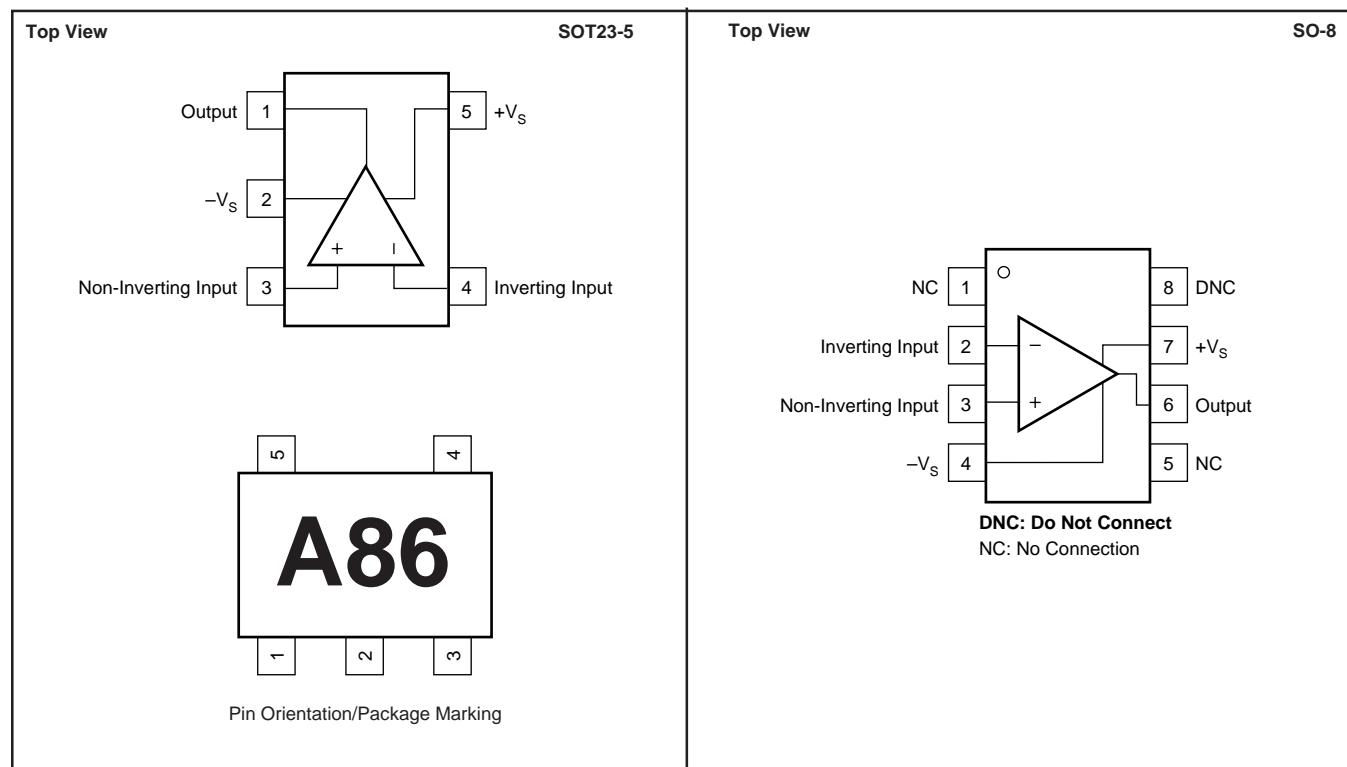 Top View
SOT23-5
Output 1
5 +VS
–VS 2
+ –
Non-Inverting Input 3
4 Inverting Input
5 4
A86
1 2 3
Pin Orientation/Package Marking
Top View
SO-8
NC 1
8 DNC
Inverting Input 2
–
7 +VS
Non-Inverting Input 3
+
6 Output
–VS 4
5 NC
DNC: Do Not Connect
NC: No Connection